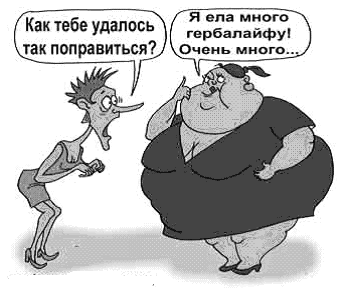 Как тебе удалось
так поправиться?
Я ела много
гербалайфу!
Очень много...